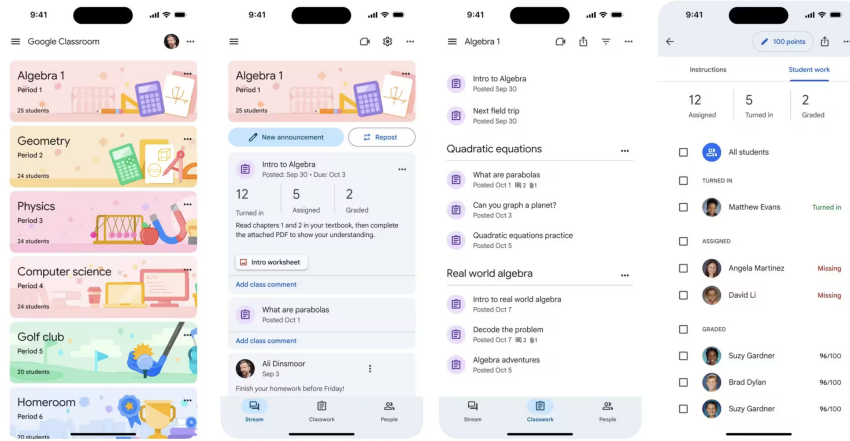 9:41
Google Classroom
Algebra 1
Period 1
25 students
Geometry
Period 2
24 students
Physics
Period 3
24 students
Computer science
Period 4
24 students
Golf club
Period 5
20 students
Homeroom
Period 6
20 students
9:41
Algebra 1
Period 1
25 students
New announcement
Repost
Intro to Algebra
Posted: Sep 30 • Due: Oct 3
12 5 2
Turned in Assigned Graded
Read chapters 1 and 2 in your textbook, then complete
the attached PDF to show your understanding.
Intro worksheet
Add class comment
What are parabolas
Posted Oct 1
Add class comment
Ali Dinsmoor
Sep 3
Finish your homework before Friday!
Stream Classwork People
9:41
Algebra 1
Intro to Algebra
Posted Sep 30
Next field trip
Posted Sep 30
Quadratic equations
What are parabolas
Posted Oct 1 2 1
Can you graph a planet?
Posted Oct 3
Quadratic equations practice
Posted Oct 5
Real world algebra
Intro to real world algebra
Posted Oct 7
Decode the problem
Posted Oct 7 2 1
Algebra adventures
Posted Oct 5
Stream Classwork People
9:41
100 points
Instructions Student work
12 5 2
Assigned Turned in Graded
All students
TURNED IN
Matthew Evans Turned in
ASSIGNED
Angela Martinez Missing
David Li Missing
GRADED
Suzy Gardner 96/100
Brad Dylan 96/100
Suzy Gardner 96/100